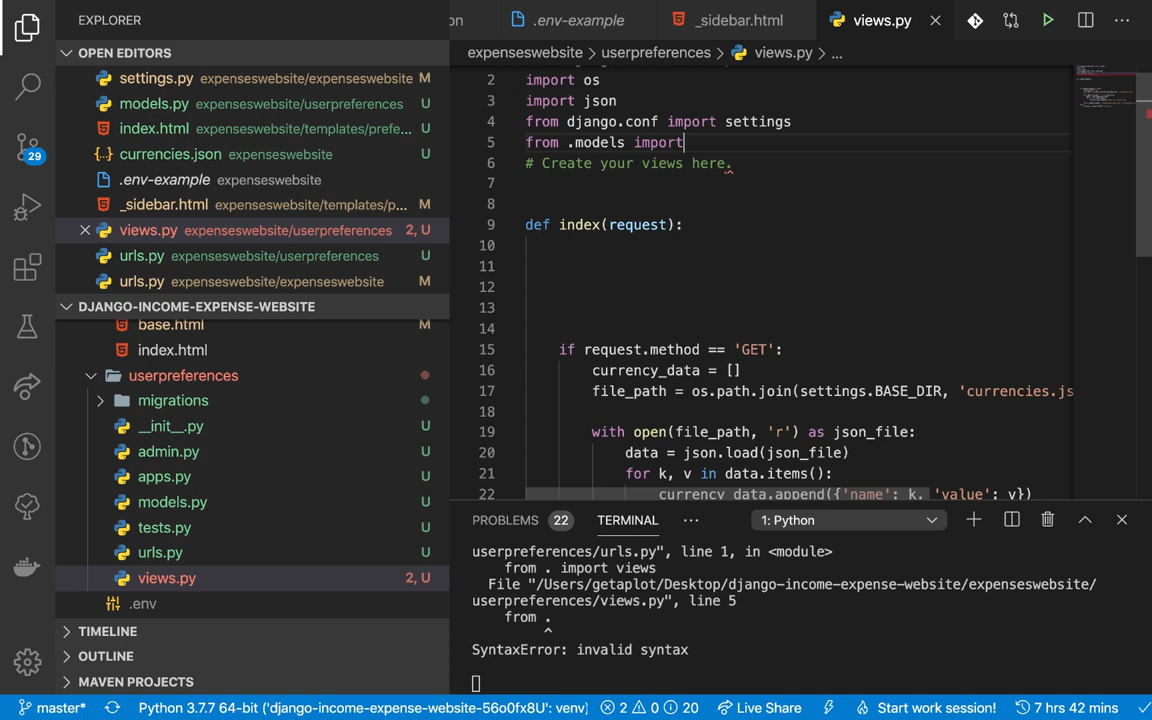 EXPLORER
OPEN EDITORS
settings.py expenseswebsite/expenseswebsite M
models.py expenseswebsite/userpreferences U
index.html expenseswebsite/templates/prefe... U
{..} currencies.json expenseswebsite U
.env-example expenseswebsite
_sidebar.html expenseswebsite/templates/p... M
views.py expenseswebsite/userpreferences 2, U
urls.py expenseswebsite/userpreferences U
urls.py expenseswebsite/expenseswebsite M
DJANGO-INCOME-EXPENSE-WEBSITE
base.html M
index.html
userpreferences
migrations
__init__.py U
admin.py U
apps.py U
models.py U
tests.py U
urls.py U
views.py 2, U
.env
TIMELINE
OUTLINE
MAVEN PROJECTS
29
on .env-example _sidebar.html views.py
expenseswebsite > userpreferences > views.py > ...
2 import os
3 import json
4 from django.conf import settings
5 from .models import
6 # Create your views here.
7
8
9 def index(request):
10
11
12
13
14
15 if request.method == 'GET':
16 currency_data = []
17 file_path = os.path.join(settings.BASE_DIR, 'currencies.js
18
19 with open(file_path, 'r') as json_file:
20 data = json.load(json_file)
21 for k, v in data.items():
22 currency_data.append({'name': k, 'value': v})
PROBLEMS 22 TERMINAL ... 1: Python
userpreferences/urls.py", line 1, in <module>
from . import views
File "/Users/getaplot/Desktop/django-income-expense-website/expenseswebsite/
userpreferences/views.py", line 5
from .
^
SyntaxError: invalid syntax
master* Python 3.7.7 64-bit ('django-income-expense-website-56o0fx8U': venv) 2 0 20 Live Share Start work session! 7 hrs 42 mins